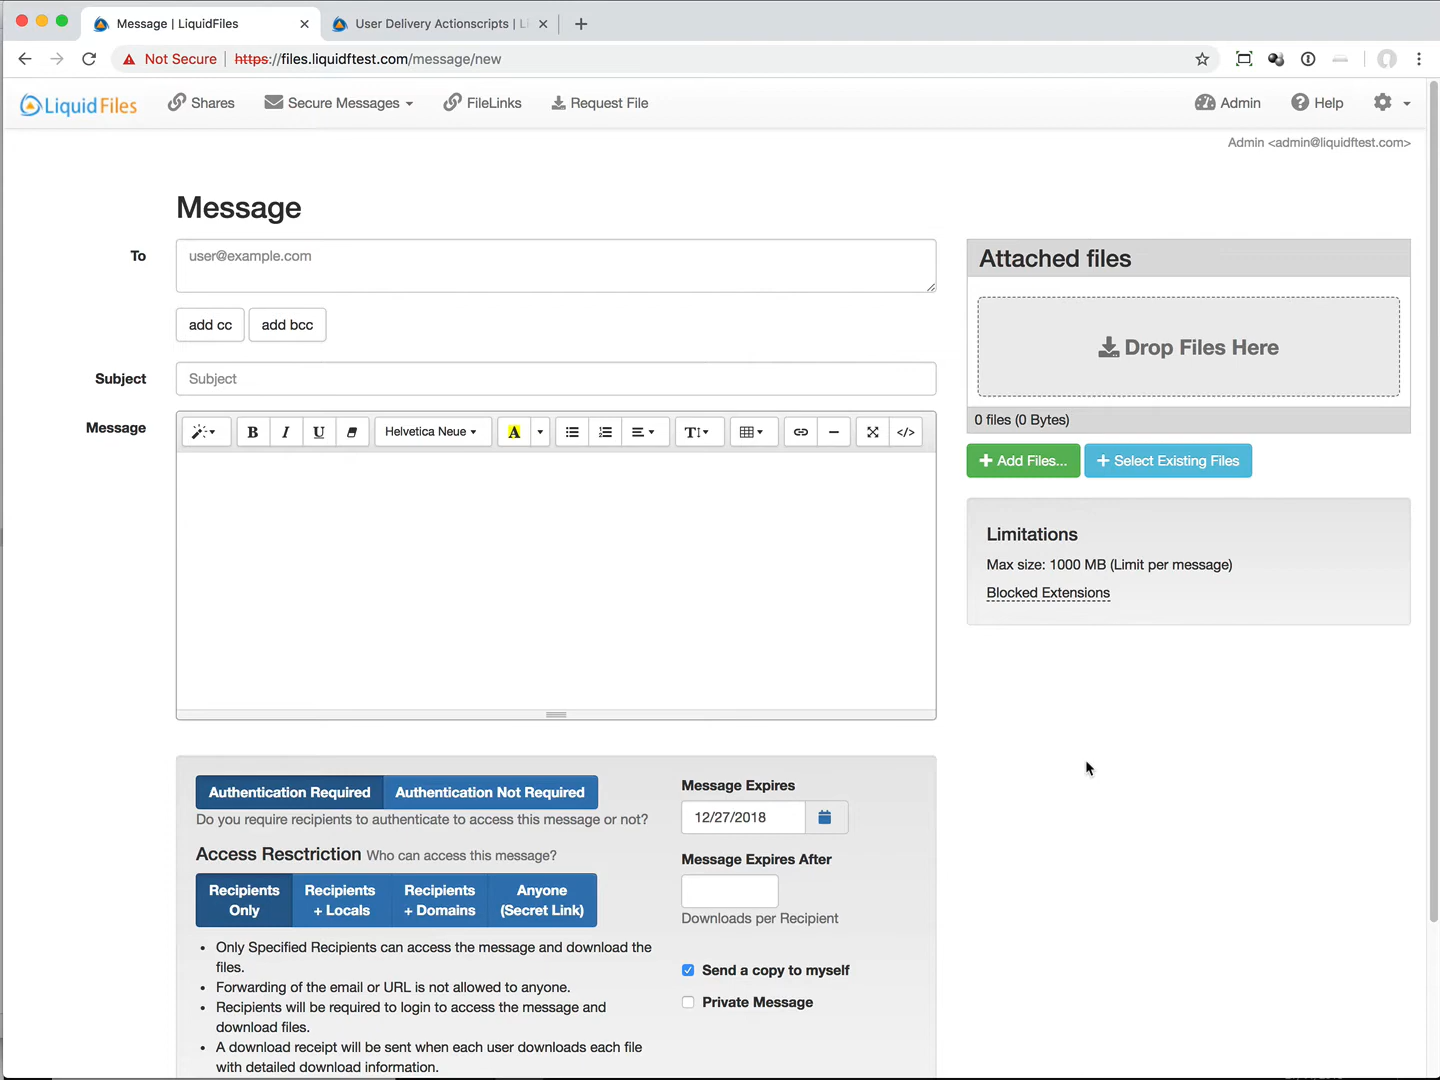 Message | LiquidFiles
User Delivery Actionscripts |
Not Secure https://files.liquidftest.com/message/new
LiquidFiles Shares Secure Messages FileLinks Request File Admin Help
Admin <admin@liquidftest.com>
Message
To
user@example.com
add cc add bcc
Subject
Subject
Message
B I U Helvetica Neue A T </>
Attached files
Drop Files Here
0 files (0 Bytes)
+ Add Files... + Select Existing Files
Limitations
Max size: 1000 MB (Limit per message)
Blocked Extensions
Authentication Required Authentication Not Required
Do you require recipients to authenticate to access this message or not?
Access Resctriction Who can access this message?
Recipients Only
Recipients + Locals
Recipients + Domains
Anyone (Secret Link)
• Only Specified Recipients can access the message and download the
files.
• Forwarding of the email or URL is not allowed to anyone.
• Recipients will be required to login to access the message and
download files.
• A download receipt will be sent when each user downloads each file
with detailed download information.
Message Expires
12/27/2018
Message Expires After
Downloads per Recipient
Send a copy to myself
Private Message